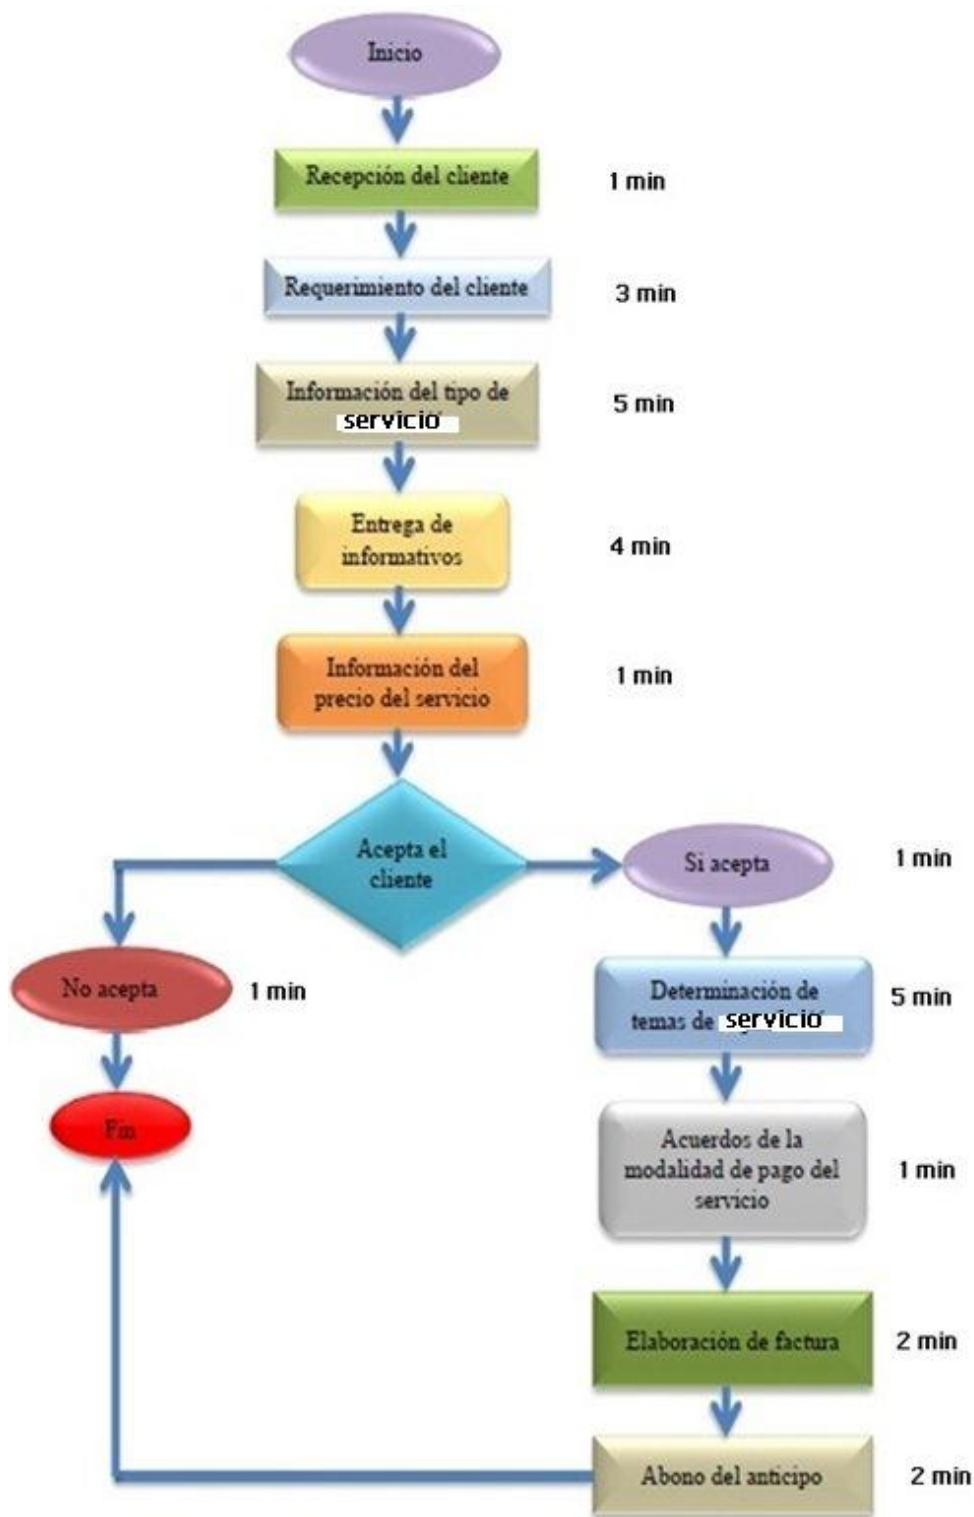 Inicio
Recepción del cliente
1 min
Requerimiento del cliente
3 min
Información del tipo de
servicio
5 min
Entrega de
informativos
4 min
Información del
precio del servicio
1 min
Acepta el
cliente
Si acepta
1 min
No acepta
1 min
Determinación de
temas de servicio
5 min
Fin
Acuerdos de la
modalidad de pago del
servicio
1 min
Elaboración de factura
2 min
Abono del anticipo
2 min